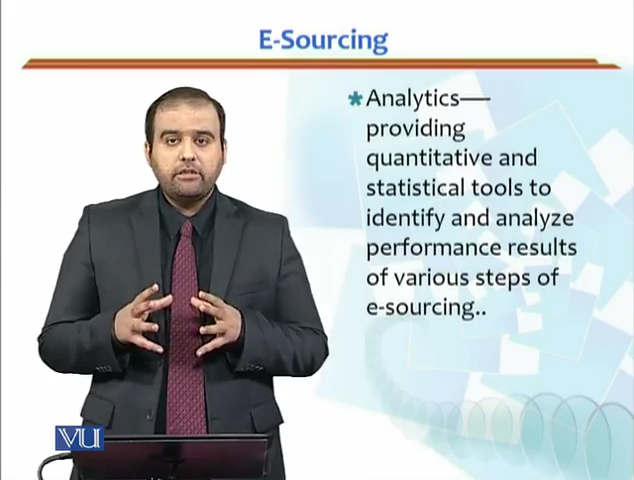 E-Sourcing
* Analytics—
providing
quantitative and
statistical tools to
identify and analyze
performance results
of various steps of
e-sourcing..
VU